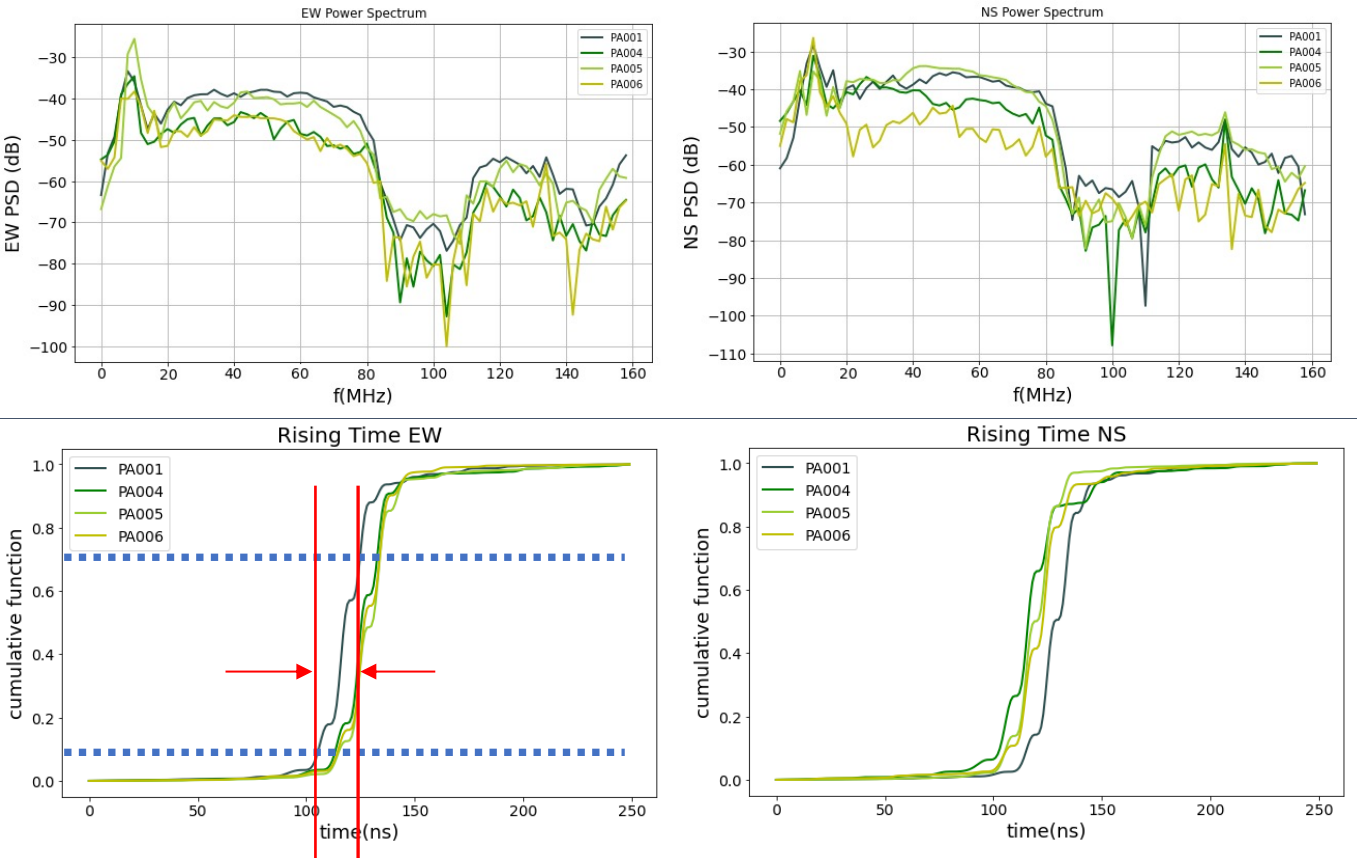 EW Power Spectrum
PA001
PA004
PA005
PA006
−30
−40
−50
−60
−70
−80
−90
−100
EW PSD (dB)
0 20 40 60 80 100 120 140 160
f(MHz)
NS Power Spectrum
PA001
PA004
PA005
PA006
−30
−40
−50
−60
−70
−80
−90
−100
−110
NS PSD (dB)
0 20 40 60 80 100 120 140 160
f(MHz)
Rising Time EW
PA001
PA004
PA005
PA006
1.0
0.8
0.6
0.4
0.2
0.0
cumulative function
0 50 100 150 200 250
time(ns)
Rising Time NS
PA001
PA004
PA005
PA006
1.0
0.8
0.6
0.4
0.2
0.0
cumulative function
0 50 100 150 200 250
time(ns)